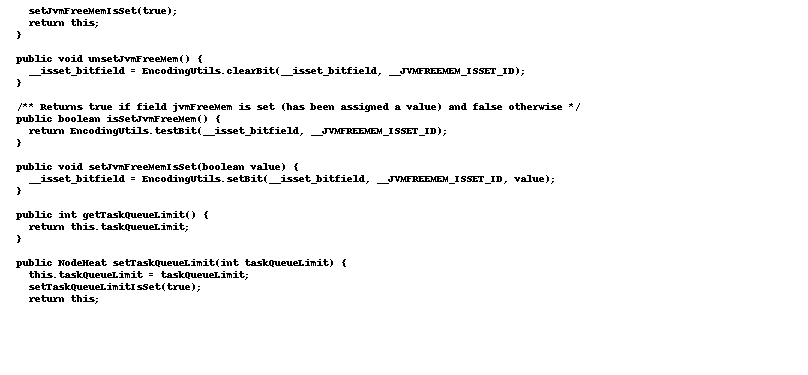 setJvmFreeMemIsSet(true);
    return this;
  }

  public void unsetJvmFreeMem() {
    __isset_bitfield = EncodingUtils.clearBit(__isset_bitfield, __JVMFREEMEM_ISSET_ID);
  }

  /** Returns true if field jvmFreeMem is set (has been assigned a value) and false otherwise */
  public boolean isSetJvmFreeMem() {
    return EncodingUtils.testBit(__isset_bitfield, __JVMFREEMEM_ISSET_ID);
  }

  public void setJvmFreeMemIsSet(boolean value) {
    __isset_bitfield = EncodingUtils.setBit(__isset_bitfield, __JVMFREEMEM_ISSET_ID, value);
  }

  public int getTaskQueueLimit() {
    return this.taskQueueLimit;
  }

  public NodeHeat setTaskQueueLimit(int taskQueueLimit) {
    this.taskQueueLimit = taskQueueLimit;
    setTaskQueueLimitIsSet(true);
    return this;